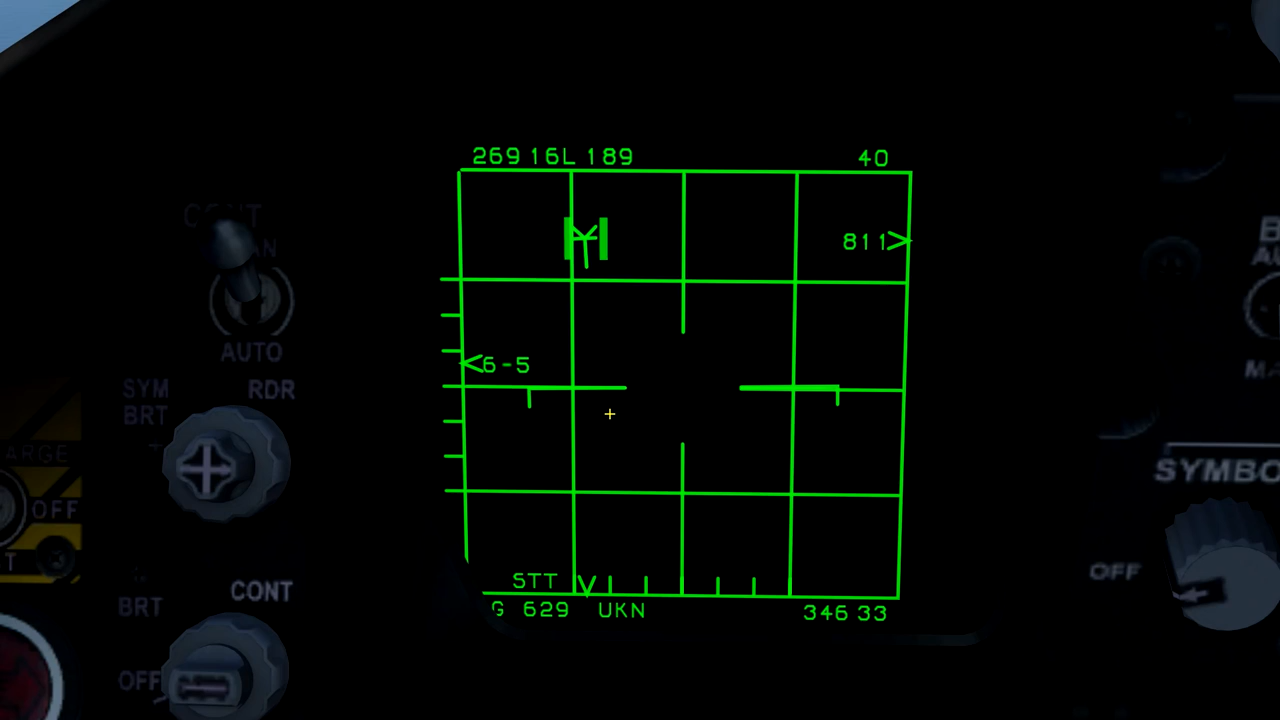 269 16L 189 40
811>
<6-5
STT
G 629 UKN 346 33
CONT
AUTO
SYM BRT
RDR
OFF
BRT
CONT
OFF
SYMBO
OFF